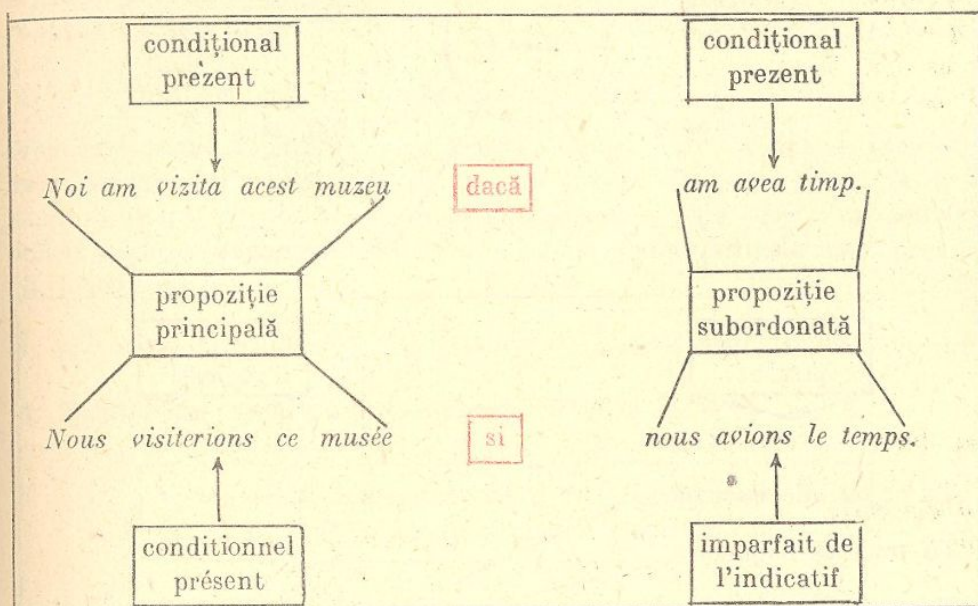 condițional
prezent
condițional
prezent
Noi am vizita acest muzeu dacă am avea timp.
propoziție
principală
propoziție
subordonată
Nous visiterions ce musée si nous avions le temps.
conditionnel
présent
imparfait de
l'indicatif